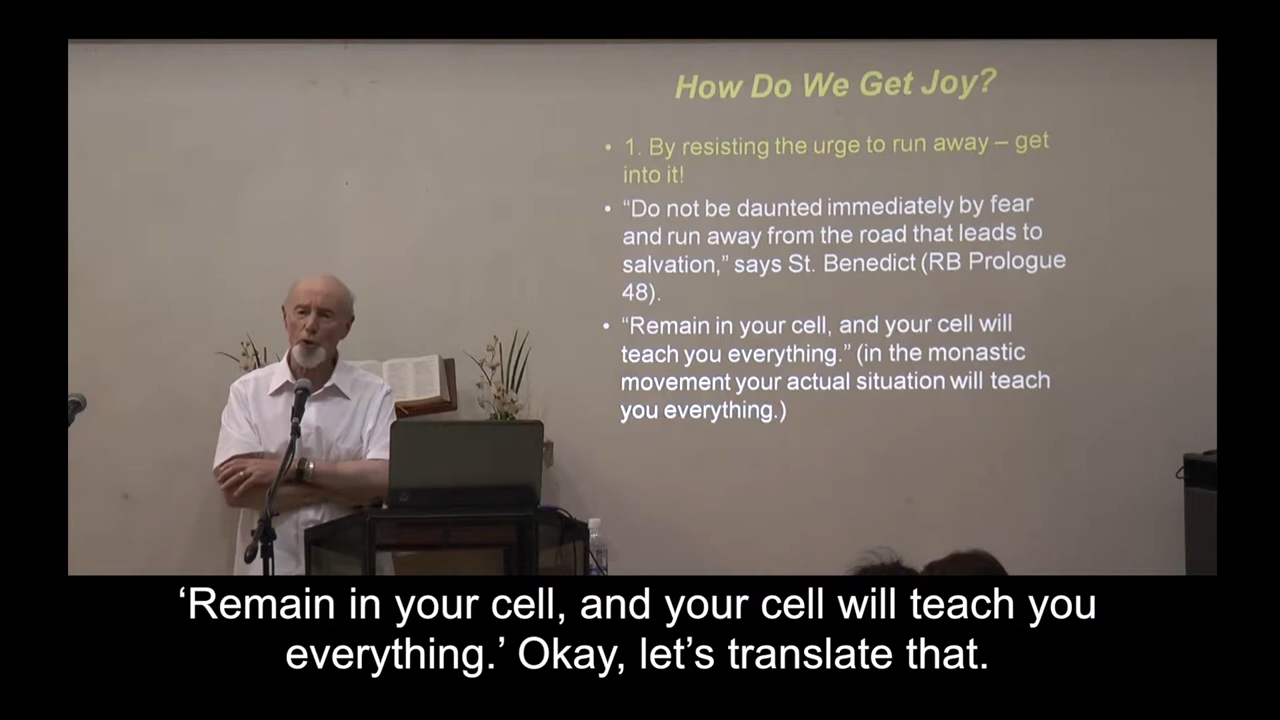 How Do We Get Joy?
• 1. By resisting the urge to run away – get
into it!
• “Do not be daunted immediately by fear
and run away from the road that leads to
salvation,” says St. Benedict (RB Prologue
48).
• “Remain in your cell, and your cell will
teach you everything.” (in the monastic
movement your actual situation will teach
you everything.)
‘Remain in your cell, and your cell will teach you
everything.’ Okay, let’s translate that.